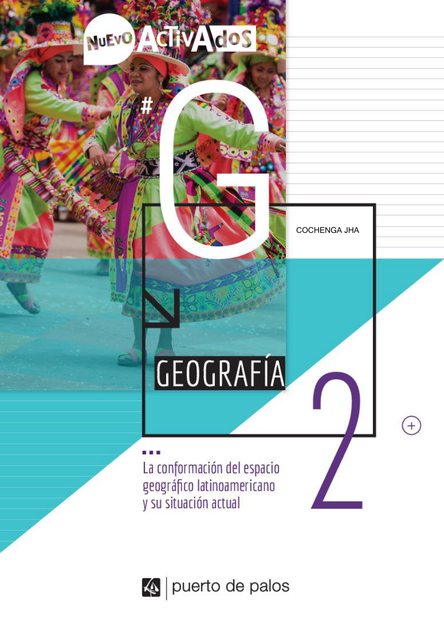 NUEVO ACTIVADOS
#
G
COCHENGA JHA
GEOGRAFÍA
2
La conformación del espacio
geográfico latinoamericano
y su situación actual
puerto de palos